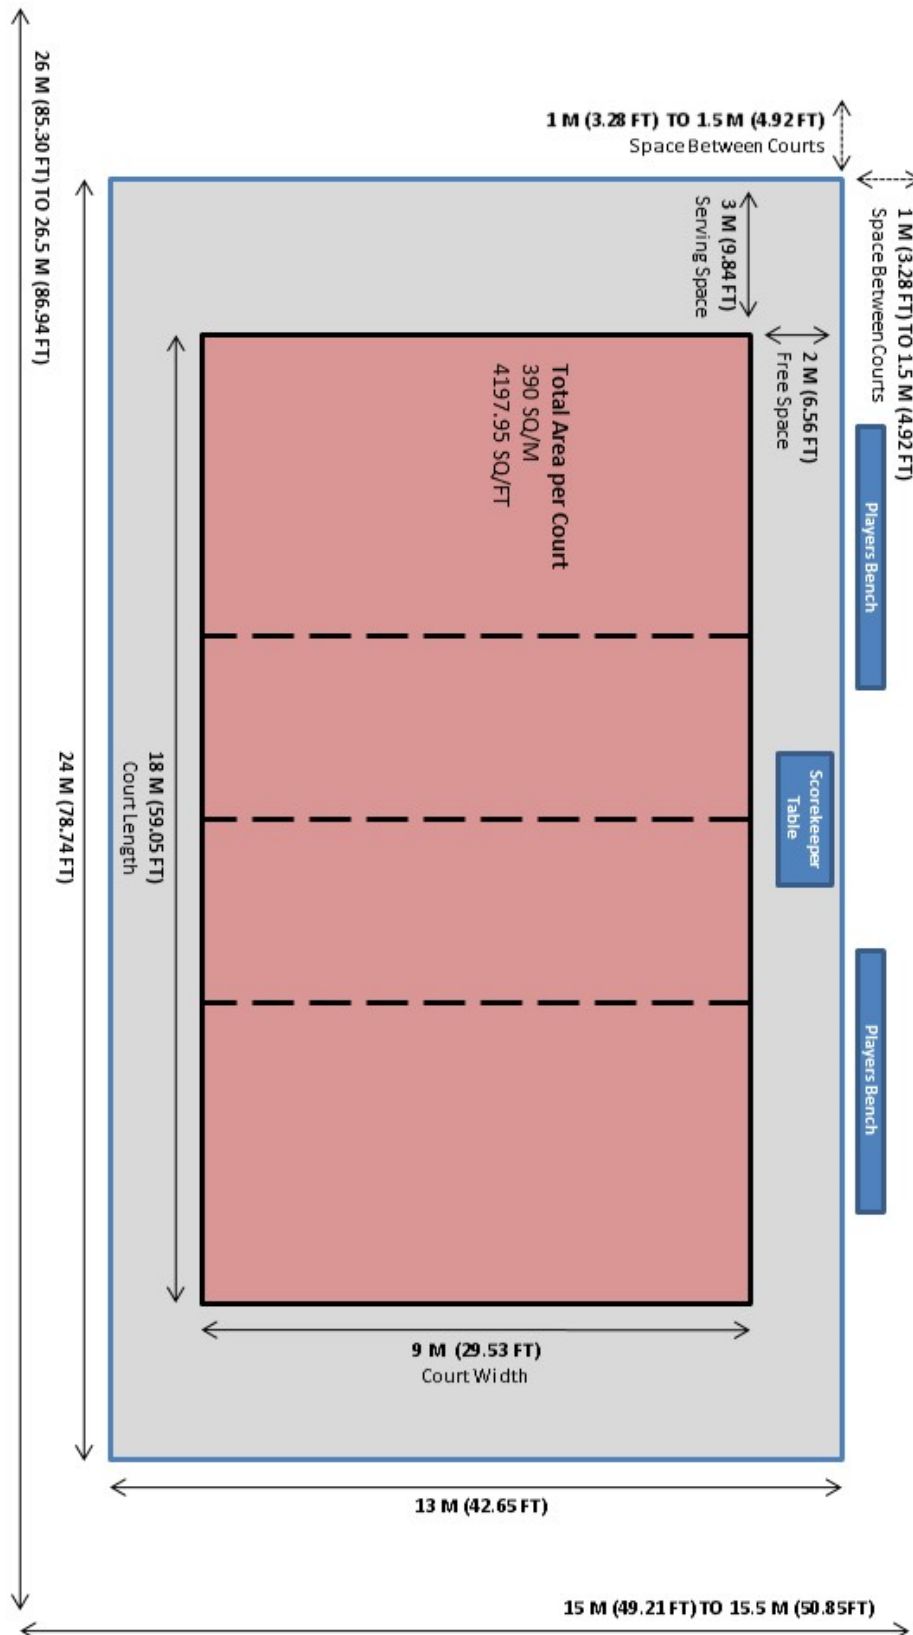 26 M (85.30 FT) TO 26.5 M (86.94 FT)
1 M (3.28 FT) TO 1.5 M (4.92 FT)
Space Between Courts
1 M (3.28 FT) TO 1.5 M (4.92 FT)
Space Between Courts
3 M (9.84 FT)
Serving Space
2 M (6.56 FT)
Free Space
Total Area per Court
390 SQ/M
4197.95 SQ/FT
Players Bench
Scorekeeper
Table
Players Bench
18 M (59.05 FT)
Court Length
24 M (78.74 FT)
9 M (29.53 FT)
Court Width
13 M (42.65 FT)
15 M (49.21 FT) TO 15.5 M (50.85FT)